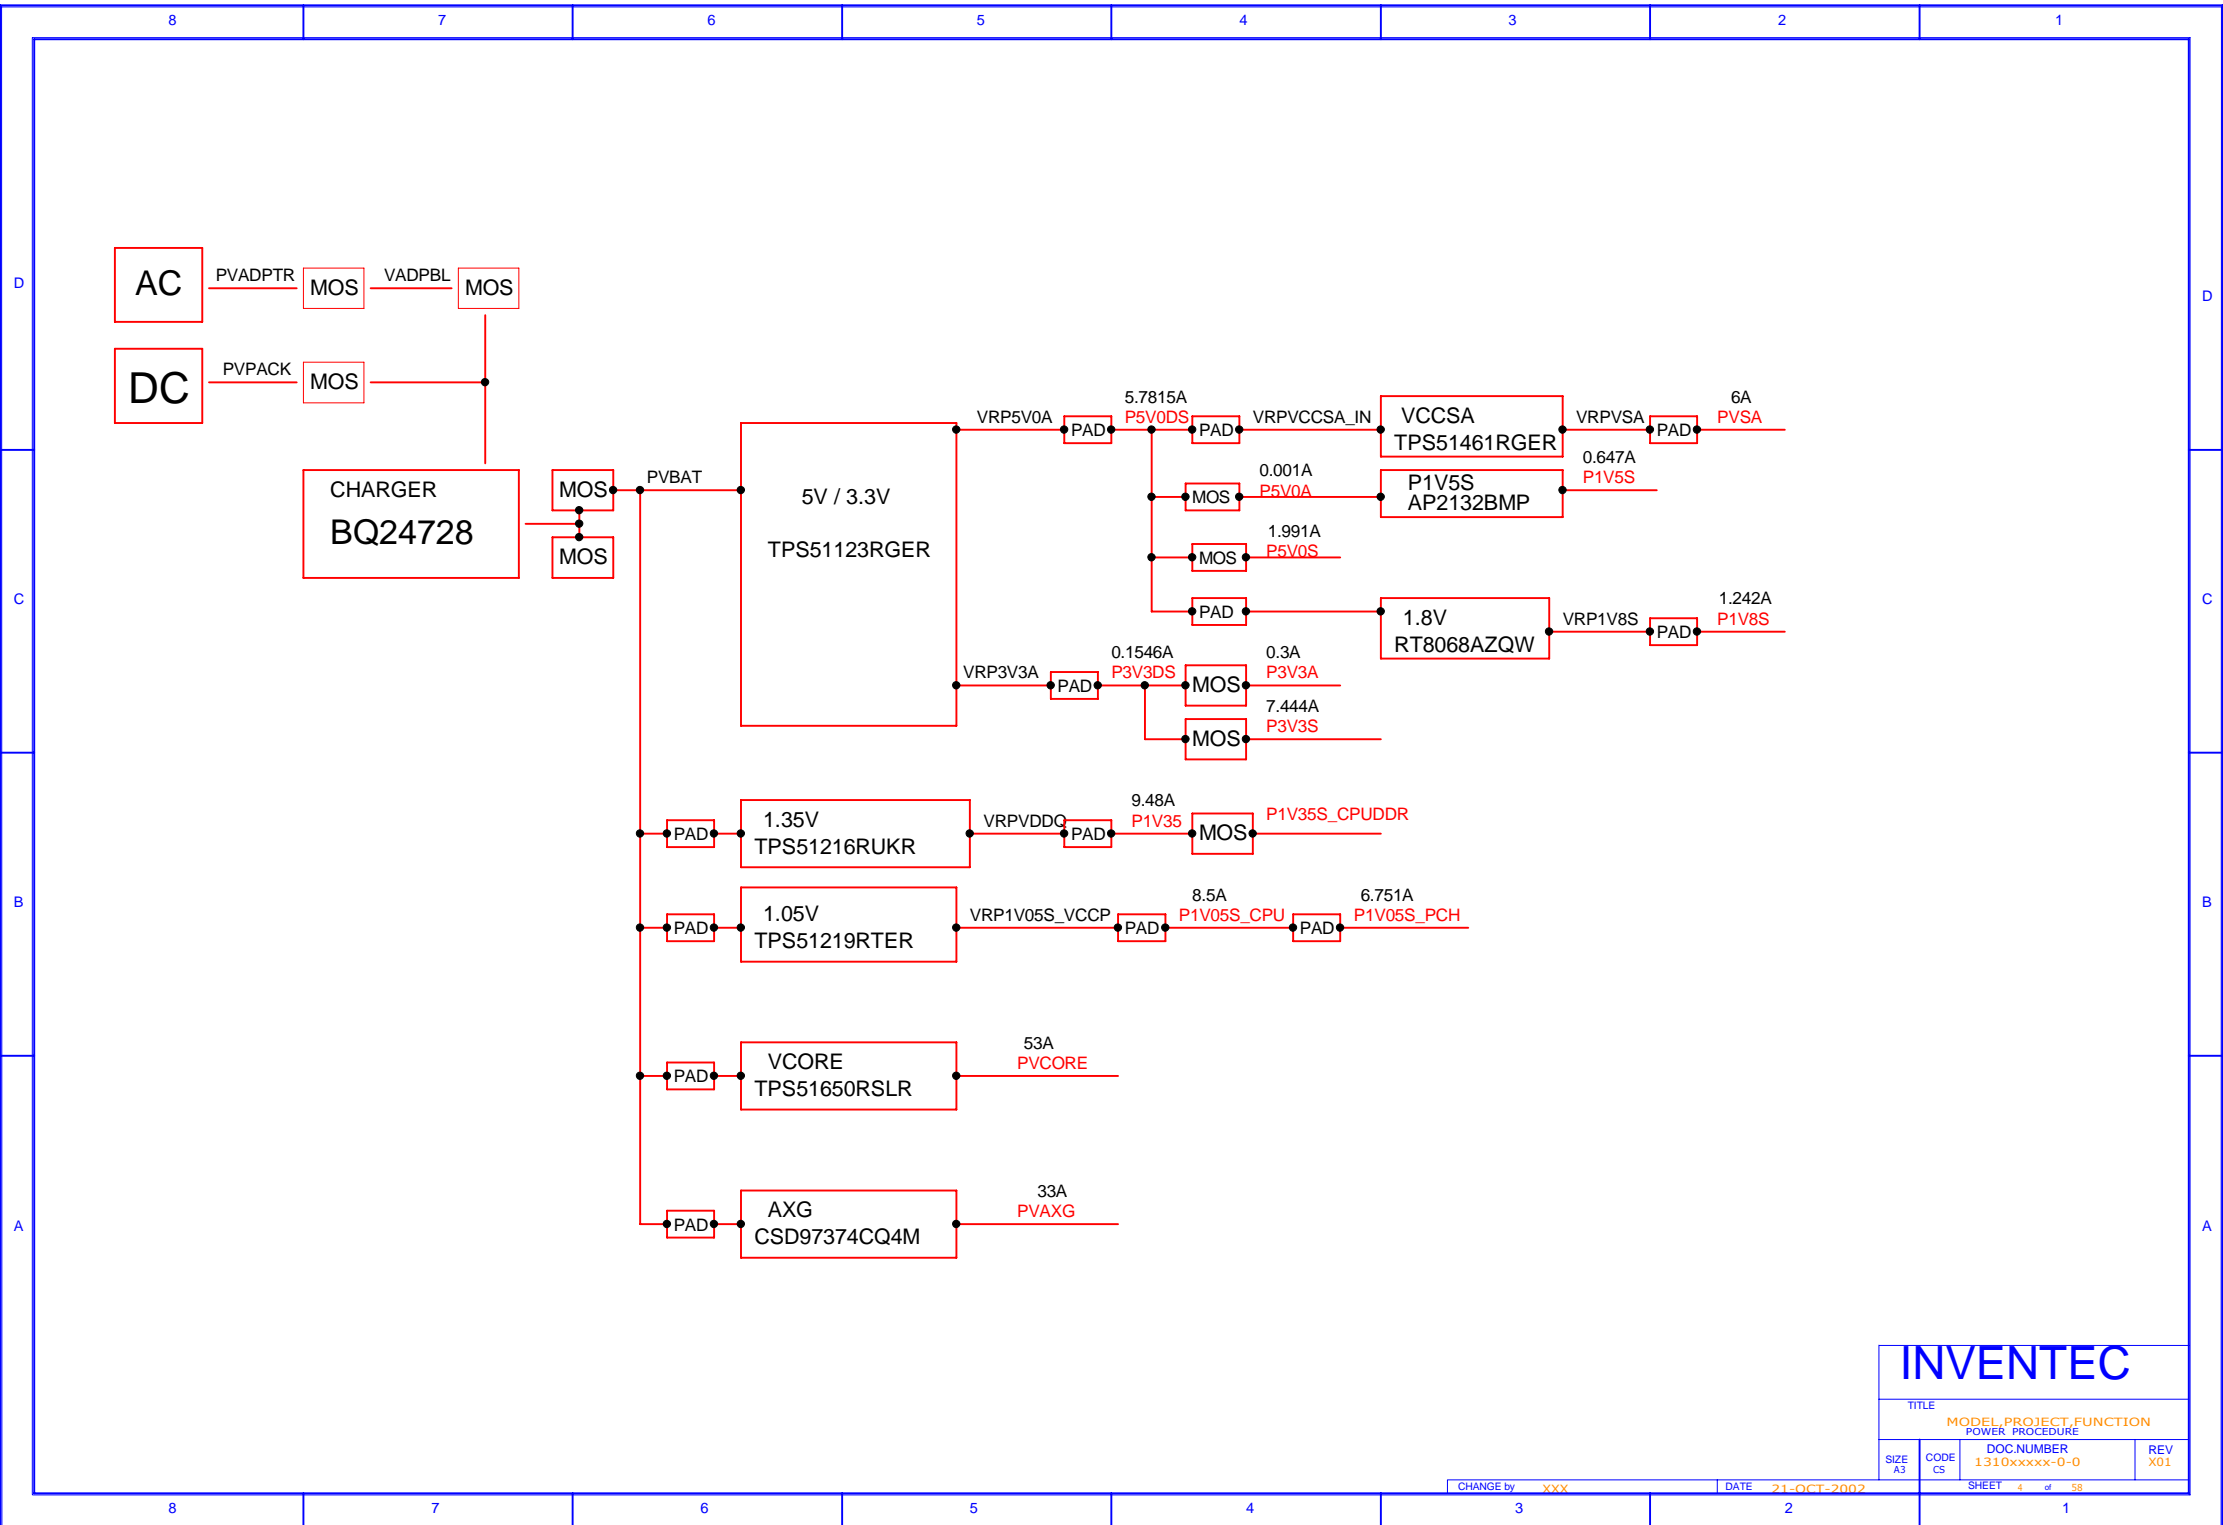 8 7 6 5 4 3 2 1
D
D
AC
PVADPTR
MOS
VADPBL
MOS
DC
PVPACK
MOS
CHARGER
BQ24728
MOS
MOS
PVBAT
5V / 3.3V
TPS51123RGER
VRP5V0A
PAD
5.7815A
P5V0DS
PAD
VRPVCCSA_IN
VCCSA
TPS51461RGER
VRPVSA
PAD
6A
PVSA
MOS
0.001A
P5V0A
P1V5S
AP2132BMP
0.647A
P1V5S
MOS
1.991A
P5V0S
C
C
PAD
1.8V
RT8068AZQW
VRP1V8S
PAD
1.242A
P1V8S
VRP3V3A
PAD
0.1546A
P3V3DS
MOS
0.3A
P3V3A
MOS
7.444A
P3V3S
PAD
1.35V
TPS51216RUKR
VRPVDDQ
PAD
9.48A
P1V35
MOS
P1V35S_CPUDDR
B
B
PAD
1.05V
TPS51219RTER
VRP1V05S_VCCP
PAD
8.5A
P1V05S_CPU
PAD
6.751A
P1V05S_PCH
PAD
VCORE
TPS51650RSLR
53A
PVCORE
A
A
PAD
AXG
CSD97374CQ4M
33A
PVAXG
INVENTEC
TITLE
MODEL,PROJECT,FUNCTION
POWER PROCEDURE
SIZE
A3
CODE
CS
DOC.NUMBER
1310xxxxx-0-0
REV
X01
CHANGE by XXX
DATE 21-OCT-2002
SHEET 4 of 58
8 7 6 5 4 3 2 1